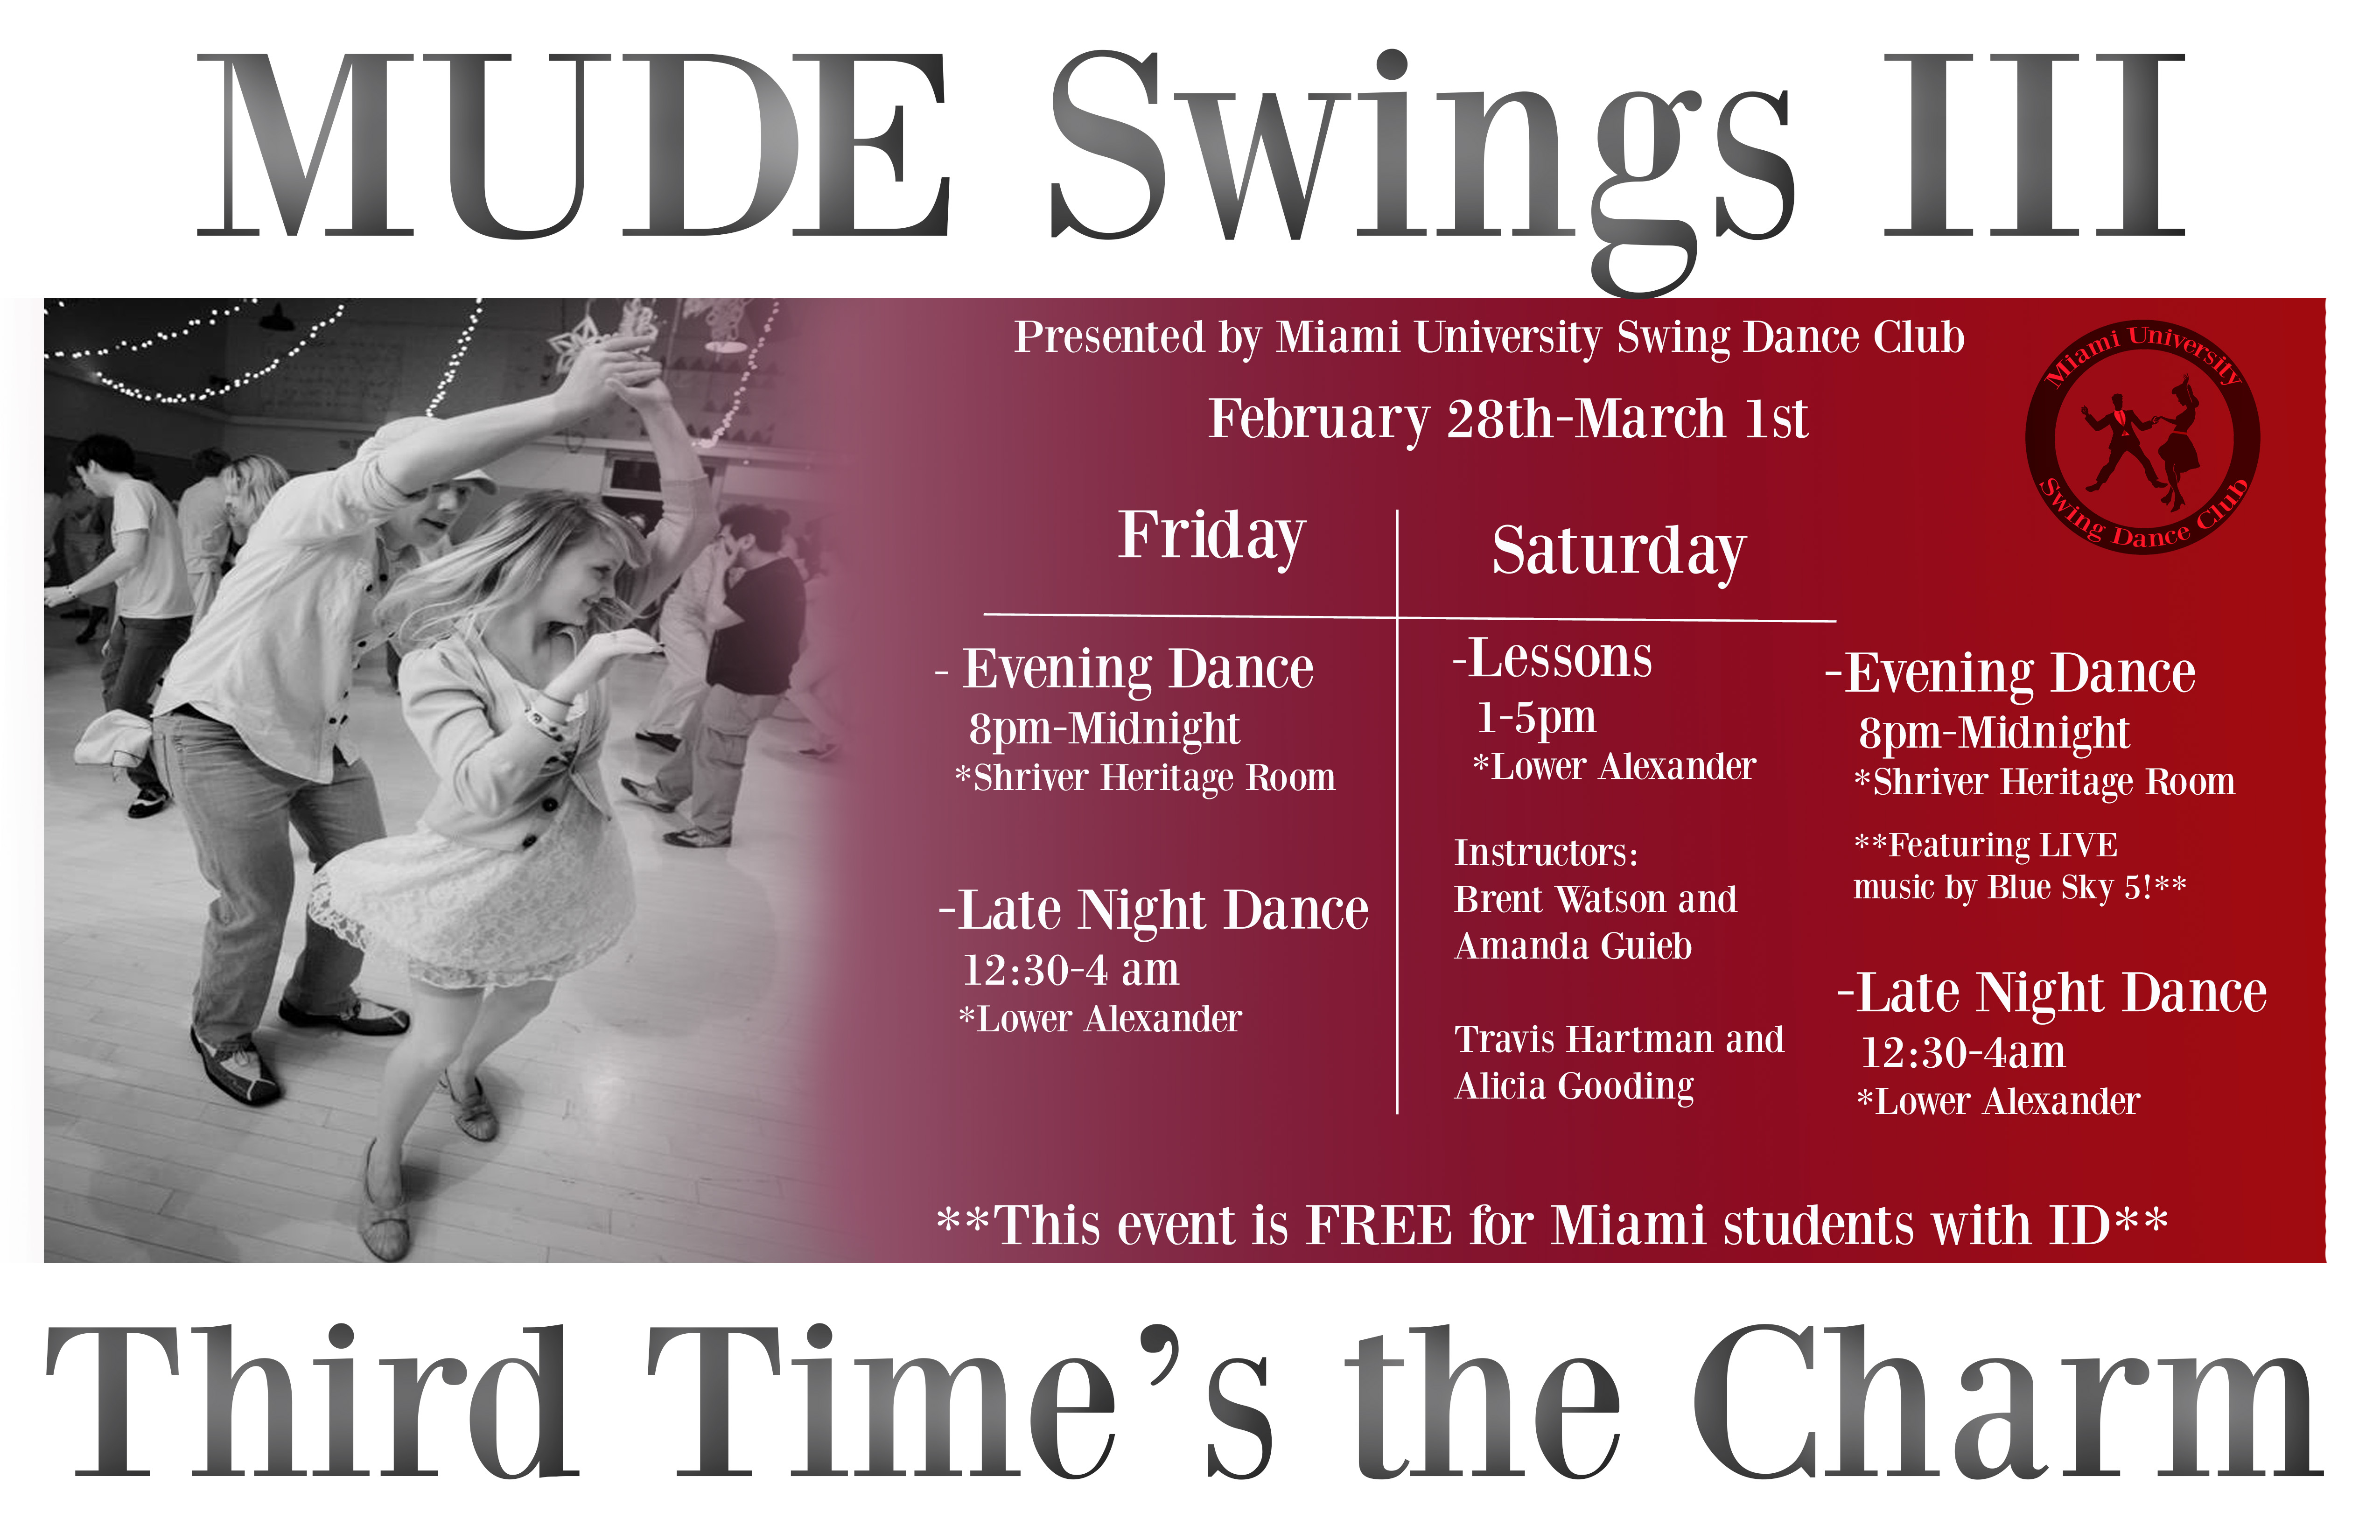 MUDE Swings III
Presented by Miami University Swing Dance Club
February 28th-March 1st
Miami University
Swing Dance Club
Friday
- Evening Dance
8pm-Midnight
*Shriver Heritage Room
-Late Night Dance
12:30-4 am
*Lower Alexander
Saturday
-Lessons
1-5pm
*Lower Alexander
Instructors:
Brent Watson and
Amanda Guieb
Travis Hartman and
Alicia Gooding
-Evening Dance
8pm-Midnight
*Shriver Heritage Room
**Featuring LIVE
music by Blue Sky 5!**
-Late Night Dance
12:30-4am
*Lower Alexander
**This event is FREE for Miami students with ID**
Third Time’s the Charm